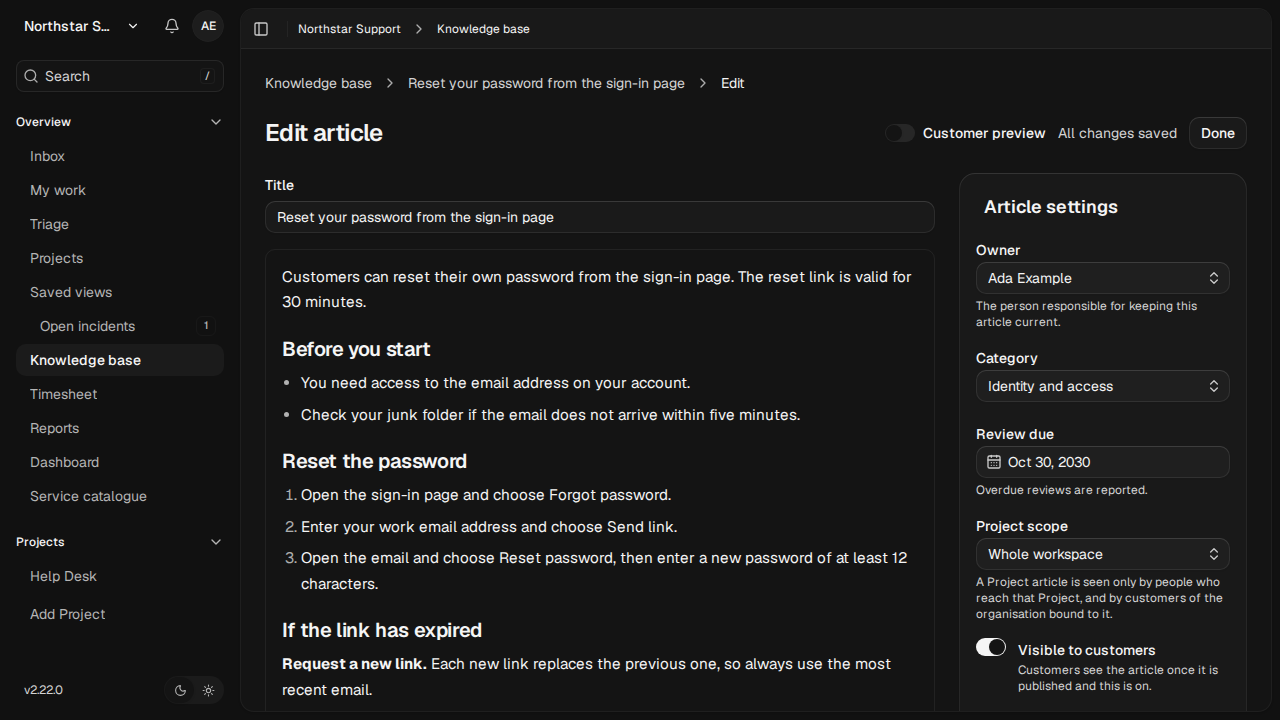 Northstar S...
AE
Search
/
Overview
Inbox
My work
Triage
Projects
Saved views
Open incidents
1
Knowledge base
Timesheet
Reports
Dashboard
Service catalogue
Projects
Help Desk
Add Project
v2.22.0
Northstar Support
Knowledge base
Knowledge base
Reset your password from the sign-in page
Edit
Edit article
Customer preview
All changes saved
Done
Title
Reset your password from the sign-in page
Customers can reset their own password from the sign-in page. The reset link is valid for
30 minutes.
Before you start
• You need access to the email address on your account.
• Check your junk folder if the email does not arrive within five minutes.
Reset the password
1. Open the sign-in page and choose Forgot password.
2. Enter your work email address and choose Send link.
3. Open the email and choose Reset password, then enter a new password of at least 12
characters.
If the link has expired
Request a new link. Each new link replaces the previous one, so always use the most
recent email.
Article settings
Owner
Ada Example
The person responsible for keeping this
article current.
Category
Identity and access
Review due
Oct 30, 2030
Overdue reviews are reported.
Project scope
Whole workspace
A Project article is seen only by people who
reach that Project, and by customers of the
organisation bound to it.
Visible to customers
Customers see the article once it is
published and this is on.